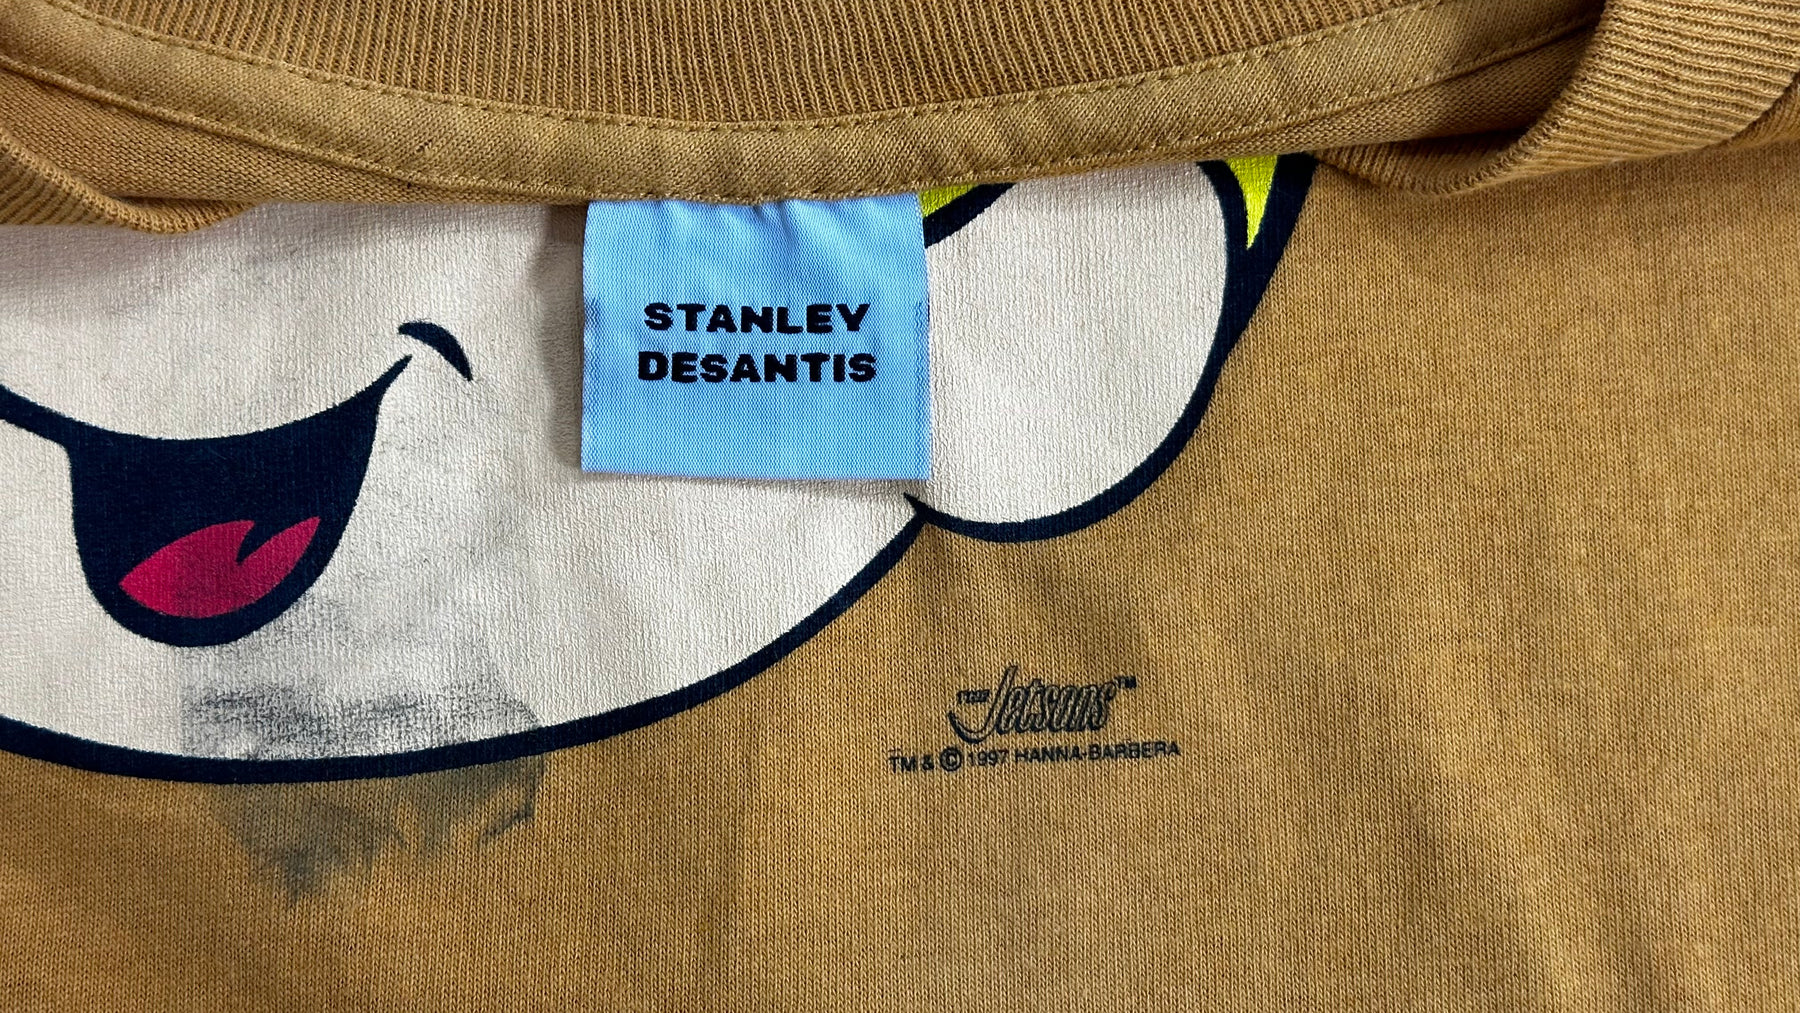 STANLEY
DESANTIS
THE Jetsons™
TM & © 1997 HANNA-BARBERA